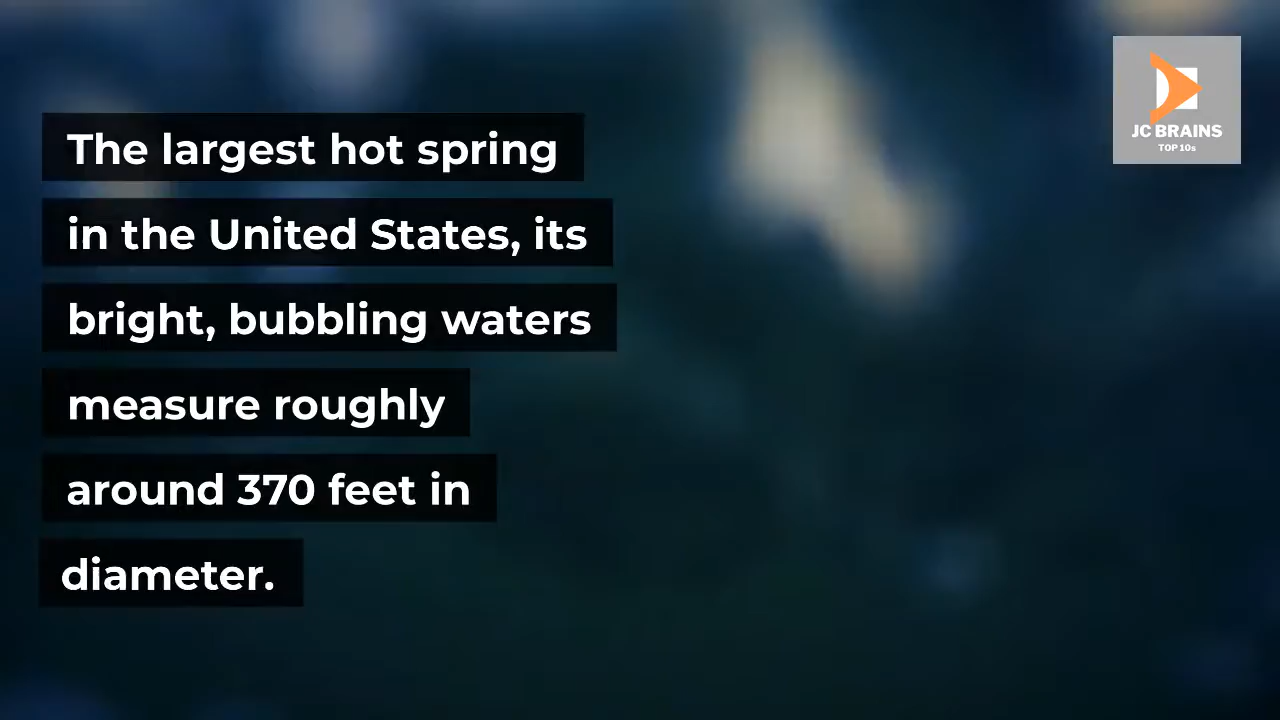 The largest hot spring
in the United States, its
bright, bubbling waters
measure roughly
around 370 feet in
diameter.
JC BRAINS
TOP 10s